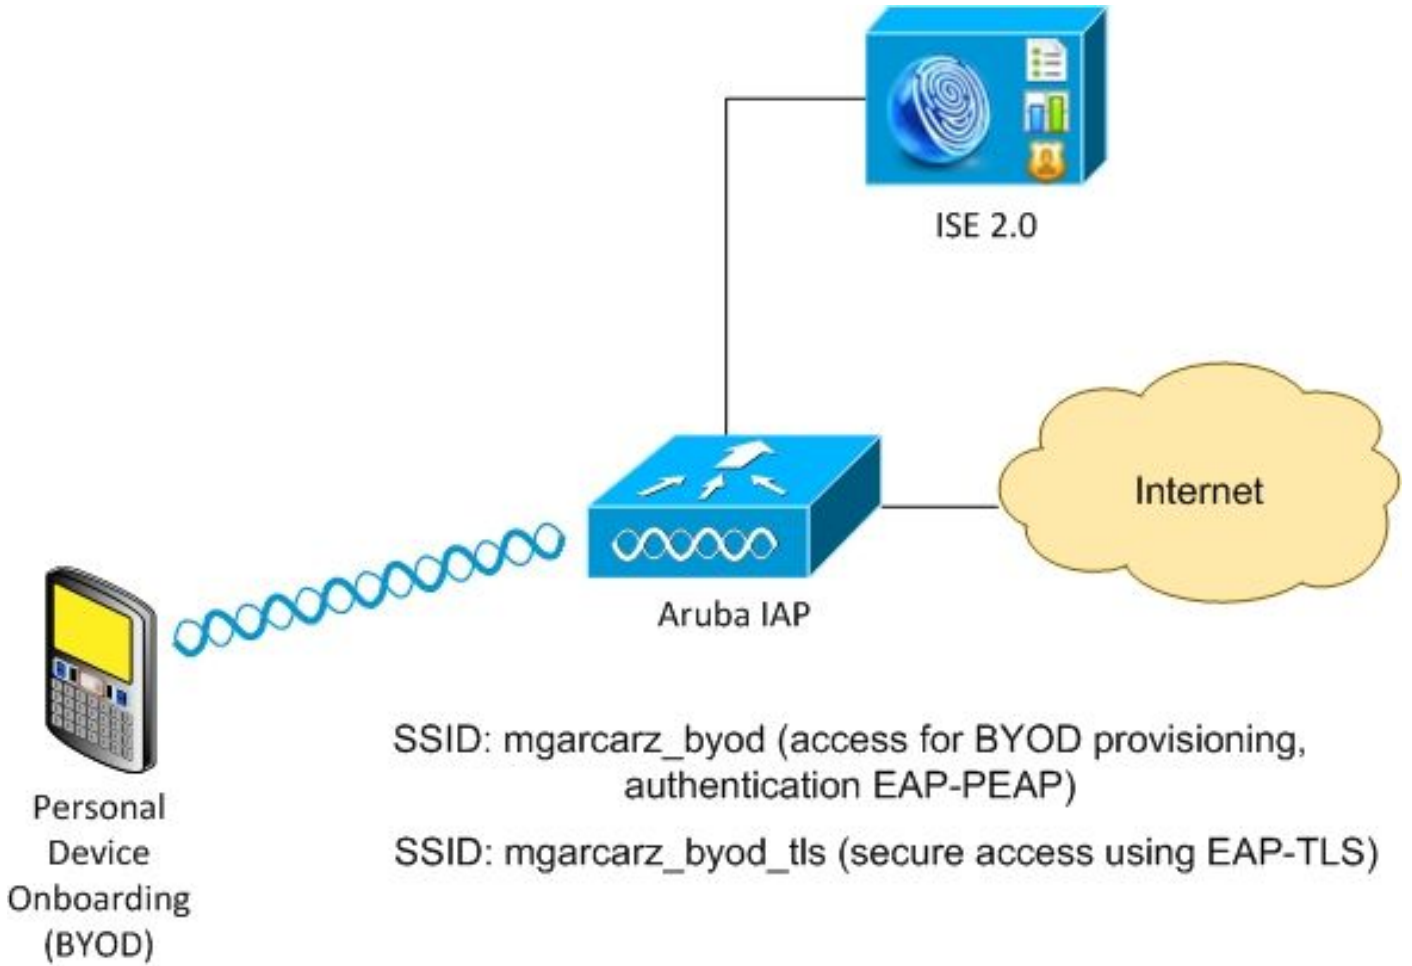 ISE 2.0
Internet
Aruba IAP
Personal
Device
Onboarding
(BYOD)
SSID: mgarcarz_byod (access for BYOD provisioning,
authentication EAP-PEAP)
SSID: mgarcarz_byod_tls (secure access using EAP-TLS)